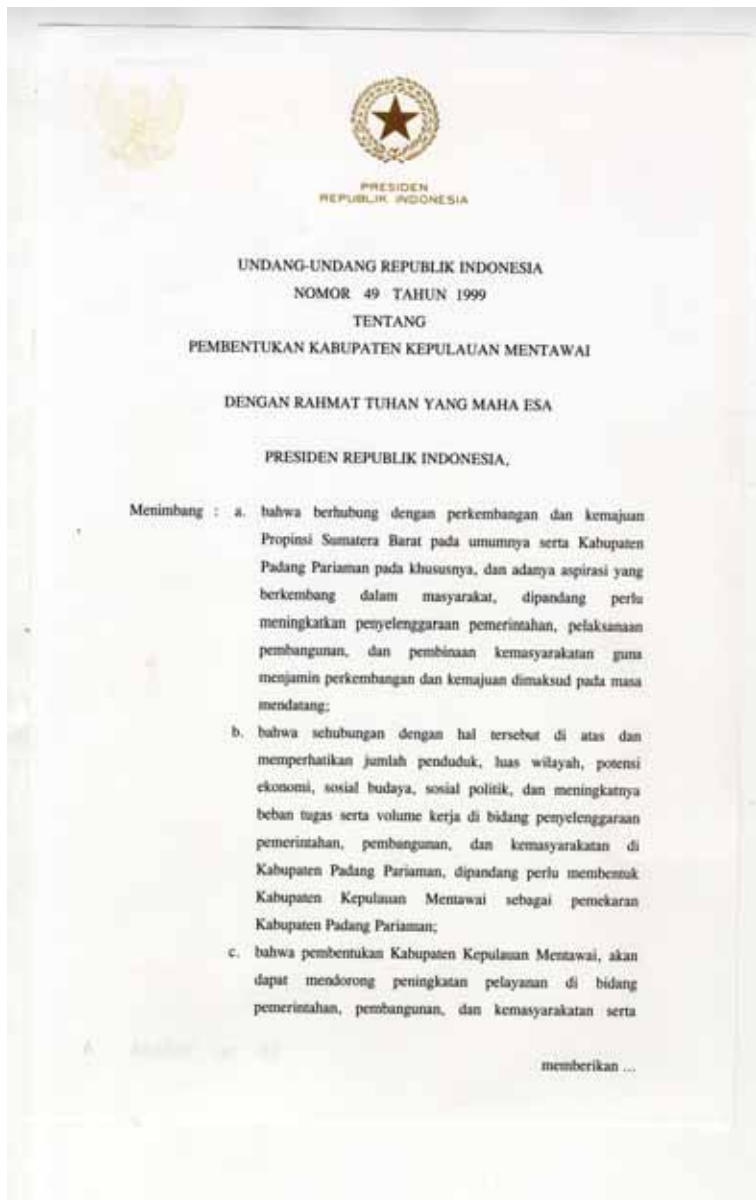 PRESIDEN
REPUBLIK INDONESIA
UNDANG-UNDANG REPUBLIK INDONESIA
NOMOR 49 TAHUN 1999
TENTANG
PEMBENTUKAN KABUPATEN KEPULAUAN MENTAWAI
DENGAN RAHMAT TUHAN YANG MAHA ESA
PRESIDEN REPUBLIK INDONESIA,
Menimbang : a. bahwa berhubung dengan perkembangan dan kemajuan
Propinsi Sumatera Barat pada umumnya serta Kabupaten
Padang Pariaman pada khususnya, dan adanya aspirasi yang
berkembang dalam masyarakat, dipandang perlu
meningkatkan penyelenggaraan pemerintahan, pelaksanaan
pembangunan, dan pembinaan kemasyarakatan guna
menjamin perkembangan dan kemajuan dimaksud pada masa
mendatang;
b. bahwa sehubungan dengan hal tersebut di atas dan
memperhatikan jumlah penduduk, luas wilayah, potensi
ekonomi, sosial budaya, sosial politik, dan meningkatnya
beban tugas serta volume kerja di bidang penyelenggaraan
pemerintahan, pembangunan, dan kemasyarakatan di
Kabupaten Padang Pariaman, dipandang perlu membentuk
Kabupaten Kepulauan Mentawai sebagai pemekaran
Kabupaten Padang Pariaman;
c. bahwa pembentukan Kabupaten Kepulauan Mentawai, akan
dapat mendorong peningkatan pelayanan di bidang
pemerintahan, pembangunan, dan kemasyarakatan serta
memberikan ...